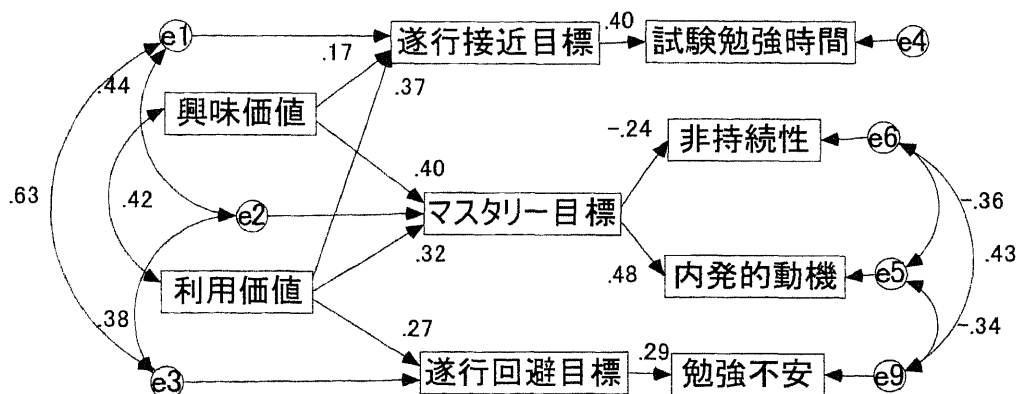 e1
遂行接近目標
.40
試験勉強時間
e4
.17
.37
.44
興味価値
-.24
非持続性
e6
.40
.63
.42
e2
マスタリー目標
-.36
.43
.32
利用価値
.48
内発的動機
e5
.38
.27
-.34
e3
遂行回避目標
.29
勉強不安
e9